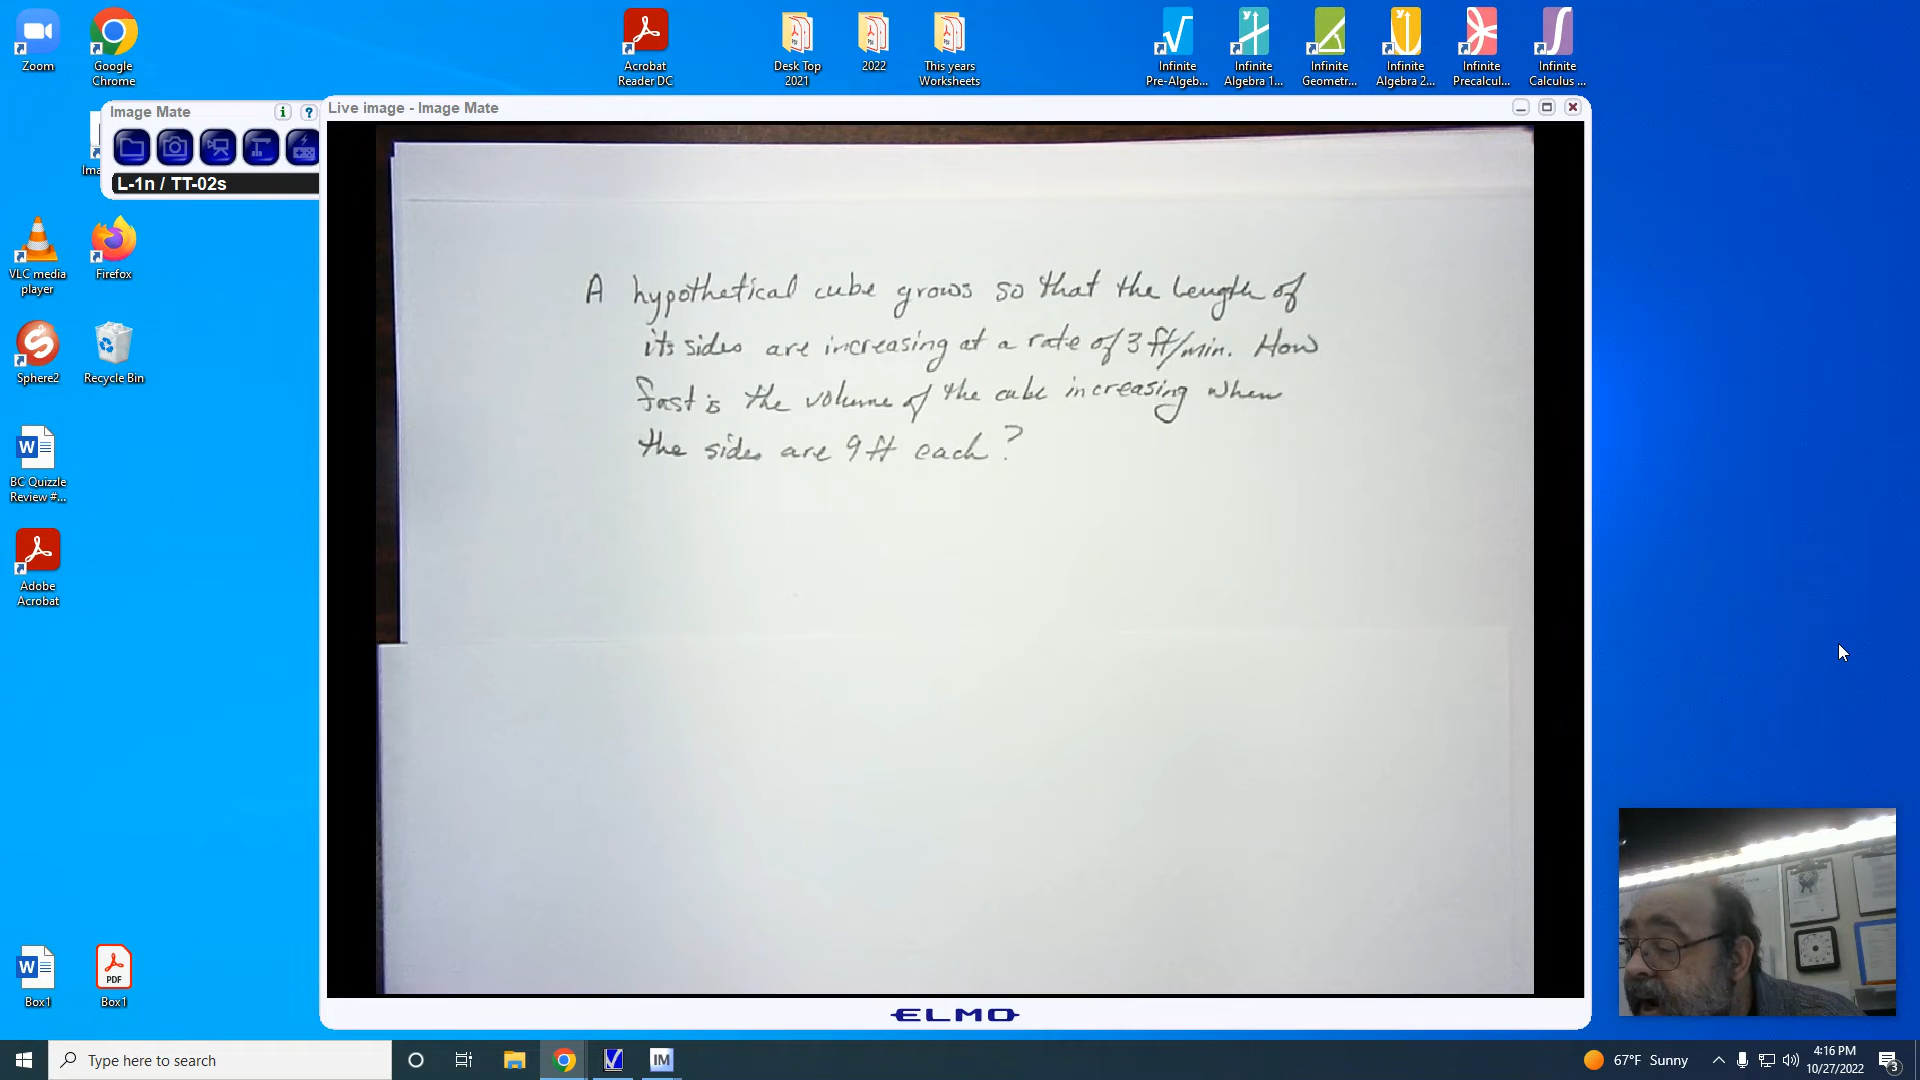 Zoom
Google
Chrome
Acrobat
Reader DC
Desk Top
2021
2022
This years
Worksheets
Infinite
Pre-Algeb...
Infinite
Algebra 1...
Infinite
Geometr...
Infinite
Algebra 2...
Infinite
Precalcul...
Infinite
Calculus ...
Image Mate
L-1n / TT-02s
Ima
Live image - Image Mate
A hypothetical cube grows so that the length of
its sides are increasing at a rate of 3 ft/min. How
fast is the volume of the cube increasing when
the sides are 9 ft each?
ELMO
VLC media
player
Firefox
Sphere2
Recycle Bin
BC Quizzle
Review #...
Adobe
Acrobat
Box1
PDF
Box1
Type here to search
IM
67°F Sunny
4:16 PM
10/27/2022
3